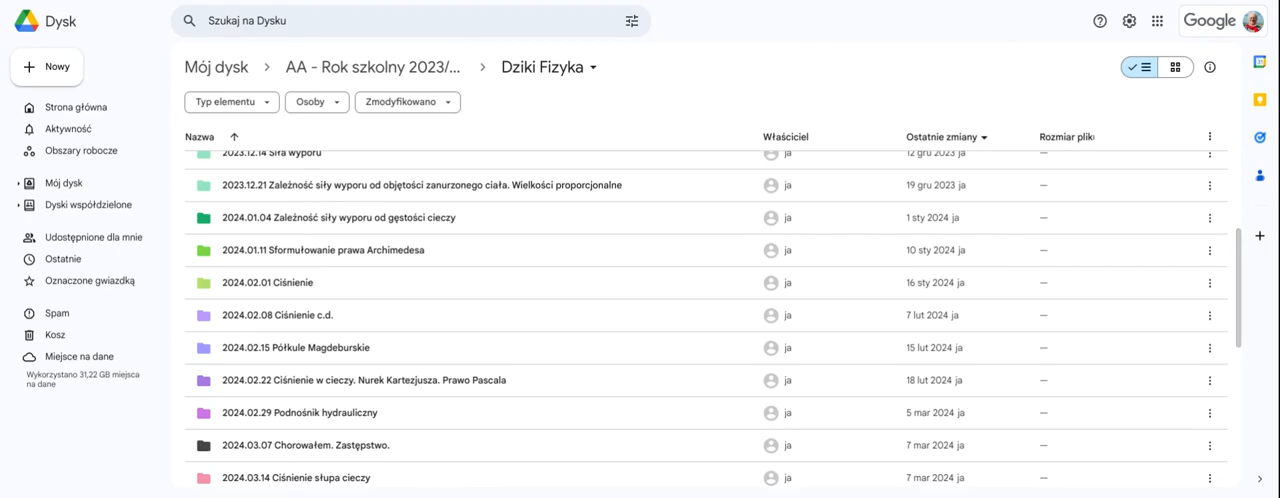 Dysk
Szukaj na Dysku
Google
Nowy
Mój dysk
AA - Rok szkolny 2023/...
Dziki Fizyka
Typ elementu
Osoby
Zmodyfikowano
Strona główna
Aktywność
Obszary robocze
Mój dysk
Dyski współdzielone
Udostępnione dla mnie
Ostatnie
Oznaczone gwiazdką
Spam
Kosz
Miejsce na dane
Wykorzystano 31,22 GB miejsca
na dane
Nazwa Właściciel Ostatnie zmiany Rozmiar pliku
2023.12.14 Siła wyporu ja 12 gru 2023 ja —
2023.12.21 Zależność siły wyporu od objętości zanurzonego ciała. Wielkości proporcjonalne ja 19 gru 2023 ja —
2024.01.04 Zależność siły wyporu od gęstości cieczy ja 1 sty 2024 ja —
2024.01.11 Sformułowanie prawa Archimedesa ja 10 sty 2024 ja —
2024.02.01 Ciśnienie ja 16 sty 2024 ja —
2024.02.08 Ciśnienie c.d. ja 7 lut 2024 ja —
2024.02.15 Półkule Magdeburskie ja 15 lut 2024 ja —
2024.02.22 Ciśnienie w cieczy. Nurek Kartezjusza. Prawo Pascala ja 18 lut 2024 ja —
2024.02.29 Podnośnik hydrauliczny ja 5 mar 2024 ja —
2024.03.07 Chorowałem. Zastępstwo. ja 7 mar 2024 ja —
2024.03.14 Ciśnienie słupa cieczy ja 7 mar 2024 ja —